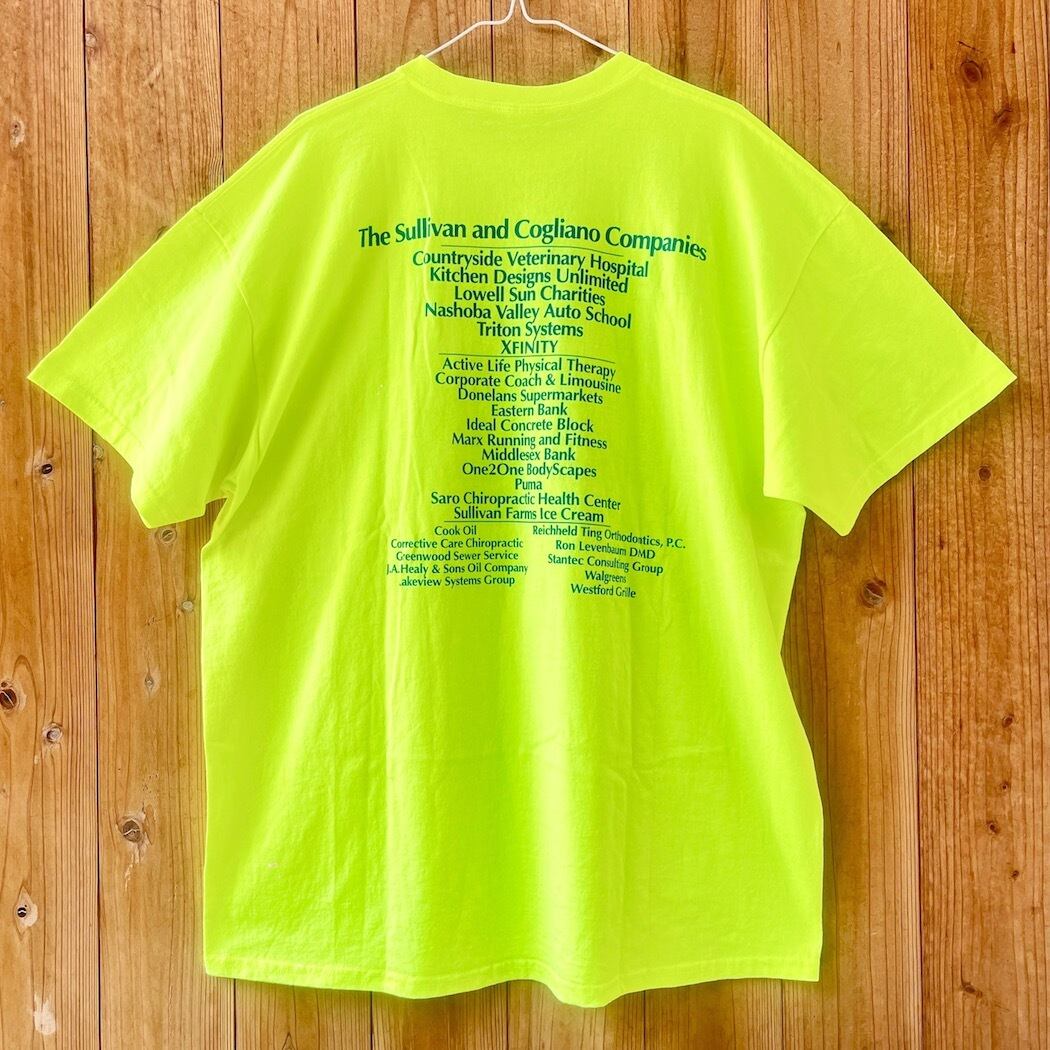 The Sullivan and Cogliano Companies
Countryside Veterinary Hospital
Kitchen Designs Unlimited
Lowell Sun Charities
Nashoba Valley Auto School
Triton Systems
XFINITY
Active Life Physical Therapy
Corporate Coach & Limousine
Donelans Supermarkets
Eastern Bank
Ideal Concrete Block
Marx Running and Fitness
Middlesex Bank
One2One BodyScapes
Puma
Saro Chiropractic Health Center
Sullivan Farms Ice Cream
Cook Oil
Corrective Care Chiropractic
Greenwood Sewer Service
J.A.Healy & Sons Oil Company
.akeview Systems Group
Reichheld Ting Orthodontics, P.C.
Ron Levenbaum DMD
Stantec Consulting Group
Walgreens
Westford Grille